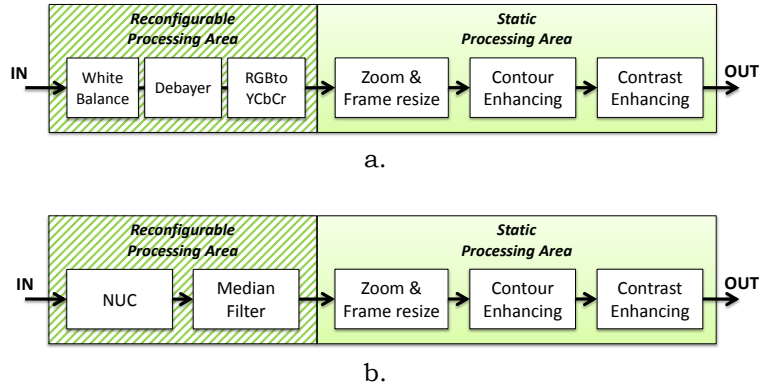 Reconfigurable
Processing Area
Static
Processing Area
IN
White
Balance
Debayer
RGBto
YCbCr
Zoom &
Frame resize
Contour
Enhancing
Contrast
Enhancing
OUT
a.
Reconfigurable
Processing Area
Static
Processing Area
IN
NUC
Median
Filter
Zoom &
Frame resize
Contour
Enhancing
Contrast
Enhancing
OUT
b.